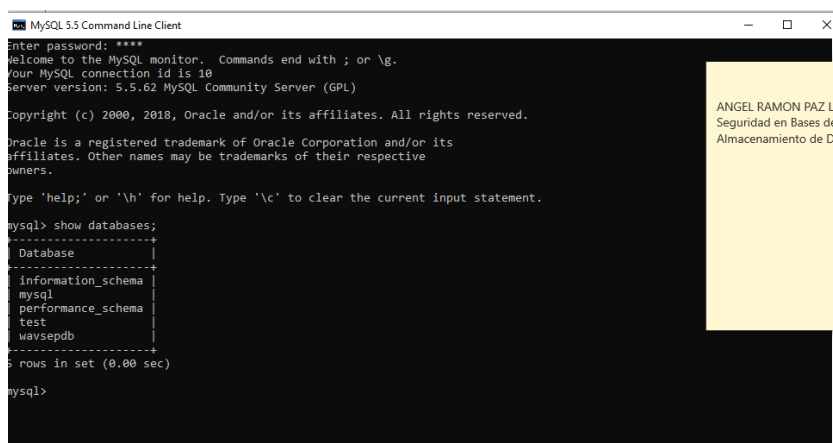 MySQL 5.5 Command Line Client
Enter password: ****
Welcome to the MySQL monitor.  Commands end with ; or \g.
Your MySQL connection id is 10
Server version: 5.5.62 MySQL Community Server (GPL)
Copyright (c) 2000, 2018, Oracle and/or its affiliates. All rights reserved.
Oracle is a registered trademark of Oracle Corporation and/or its
affiliates. Other names may be trademarks of their respective
owners.
Type 'help;' or '\h' for help. Type '\c' to clear the current input statement.
mysql> show databases;
+--------------------+
| Database           |
+--------------------+
| information_schema |
| mysql              |
| performance_schema |
| test               |
| wavsepdb           |
+--------------------+
5 rows in set (0.00 sec)
mysql>
ANGEL RAMON PAZ L
Seguridad en Bases de
Almacenamiento de D